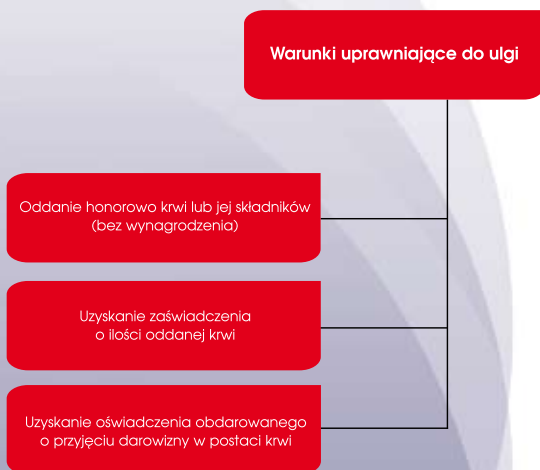 Warunki uprawniające do ulgi
Oddanie honorowo krwi lub jej składników
(bez wynagrodzenia)
Uzyskanie zaświadczenia
o ilości oddanej krwi
Uzyskanie oświadczenia obdarowanego
o przyjęciu darowizny w postaci krwi